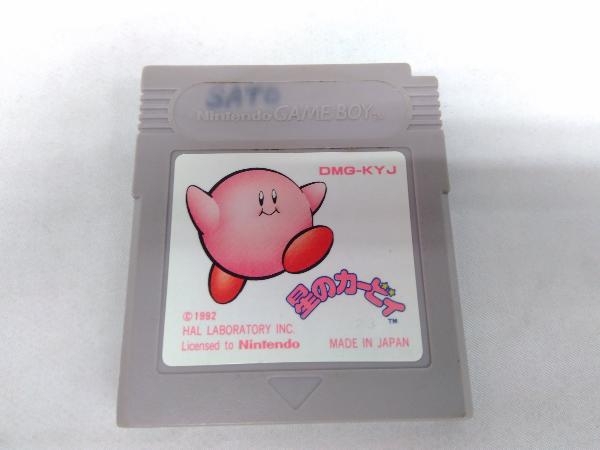 SATO
Nintendo GAME BOY™
DMG-KYJ
星のカービィ
™
©1992
HAL LABORATORY INC.
Licensed to Nintendo
MADE IN JAPAN